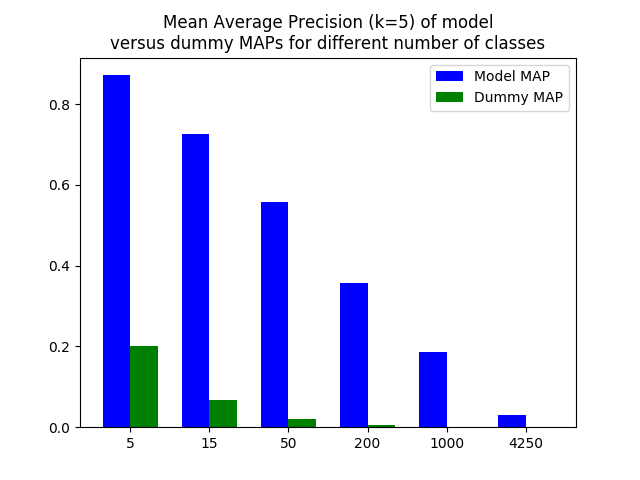 Mean Average Precision (k=5) of model
versus dummy MAPs for different number of classes
Model MAP
Dummy MAP
0.8
0.6
0.4
0.2
0.0
5 15 50 200 1000 4250